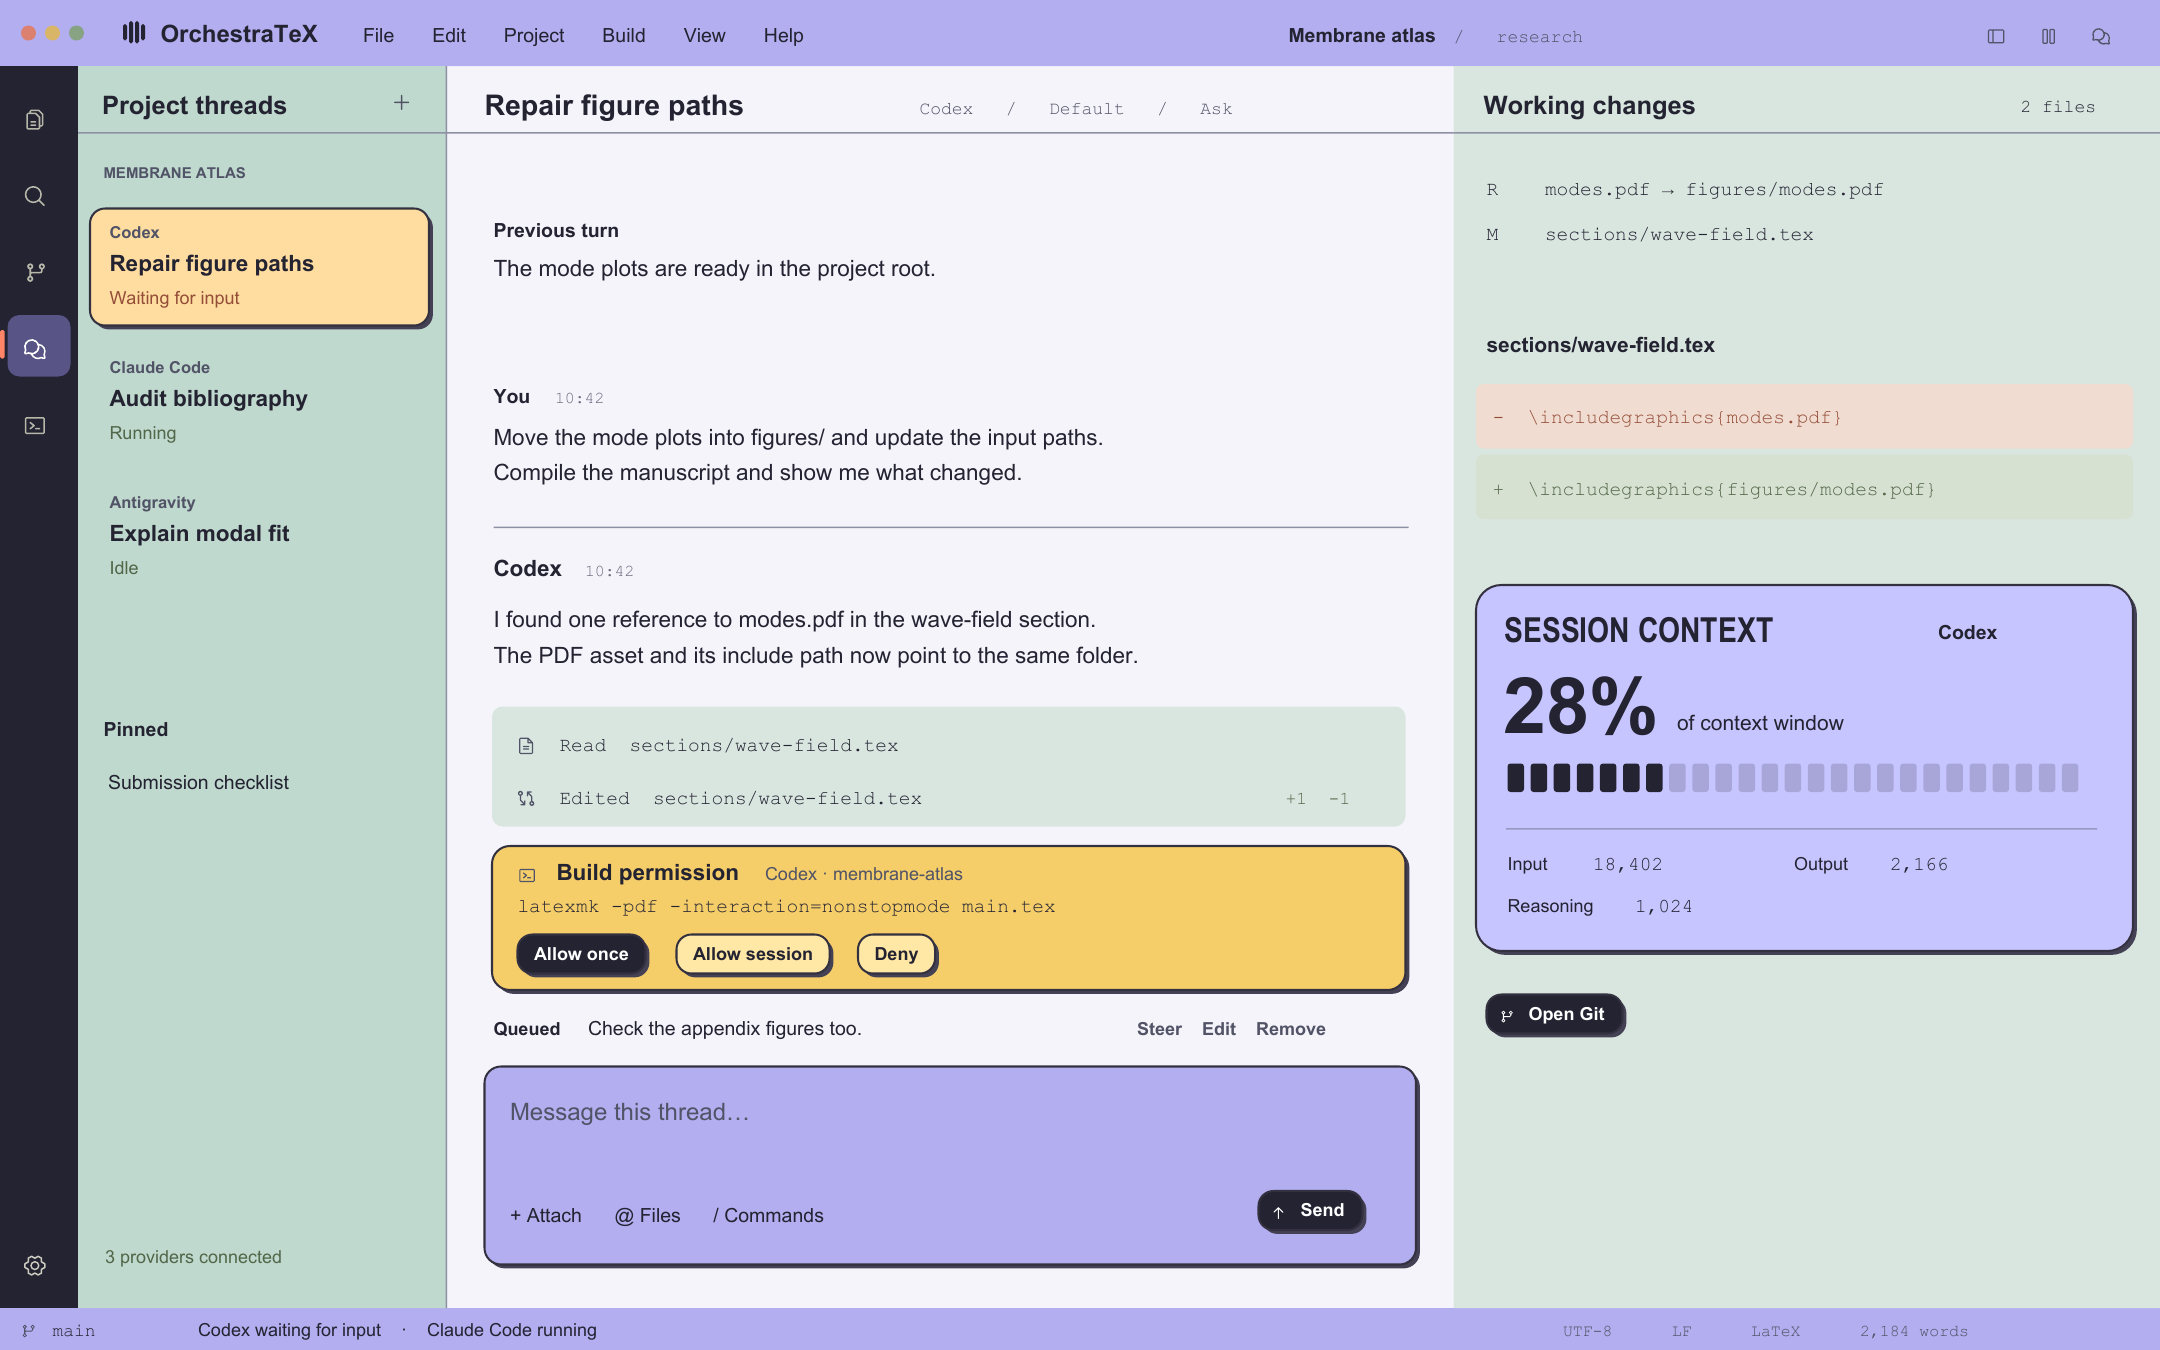 OrchestraTeX File Edit Project Build View Help
Membrane atlas / research
Project threads
MEMBRANE ATLAS
Codex
Repair figure paths
Waiting for input
Claude Code
Audit bibliography
Running
Antigravity
Explain modal fit
Idle
Pinned
Submission checklist
3 providers connected
Repair figure paths Codex / Default / Ask
Previous turn
The mode plots are ready in the project root.
You 10:42
Move the mode plots into figures/ and update the input paths.
Compile the manuscript and show me what changed.
Codex 10:42
I found one reference to modes.pdf in the wave-field section.
The PDF asset and its include path now point to the same folder.
Read sections/wave-field.tex
Edited sections/wave-field.tex +1 -1
Build permission Codex · membrane-atlas
latexmk -pdf -interaction=nonstopmode main.tex
Allow once Allow session Deny
Queued Check the appendix figures too. Steer Edit Remove
Message this thread…
+ Attach @ Files / Commands Send
Working changes 2 files
R modes.pdf → figures/modes.pdf
M sections/wave-field.tex
sections/wave-field.tex
- \includegraphics{modes.pdf}
+ \includegraphics{figures/modes.pdf}
SESSION CONTEXT Codex
28% of context window
Input 18,402 Output 2,166
Reasoning 1,024
Open Git
main Codex waiting for input · Claude Code running UTF-8 LF LaTeX 2,184 words